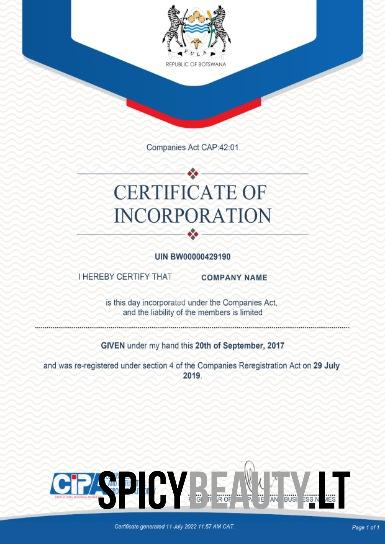 PULA
REPUBLIC OF BOTSWANA
Companies Act CAP:42:01
CERTIFICATE OF
INCORPORATION
UIN BW00000429190
I HEREBY CERTIFY THAT COMPANY NAME
is this day incorporated under the Companies Act,
and the liability of the members is limited
GIVEN under my hand this 20th of September, 2017
and was re-registered under section 4 of the Companies Reregistration Act on 29 July
2019.
CIPA
SPICYBEAUTY.LT
AND BUSINESS NAMES
Certificate generated 11 July 2022 11:57 AM CAT.
Page 1 of 1